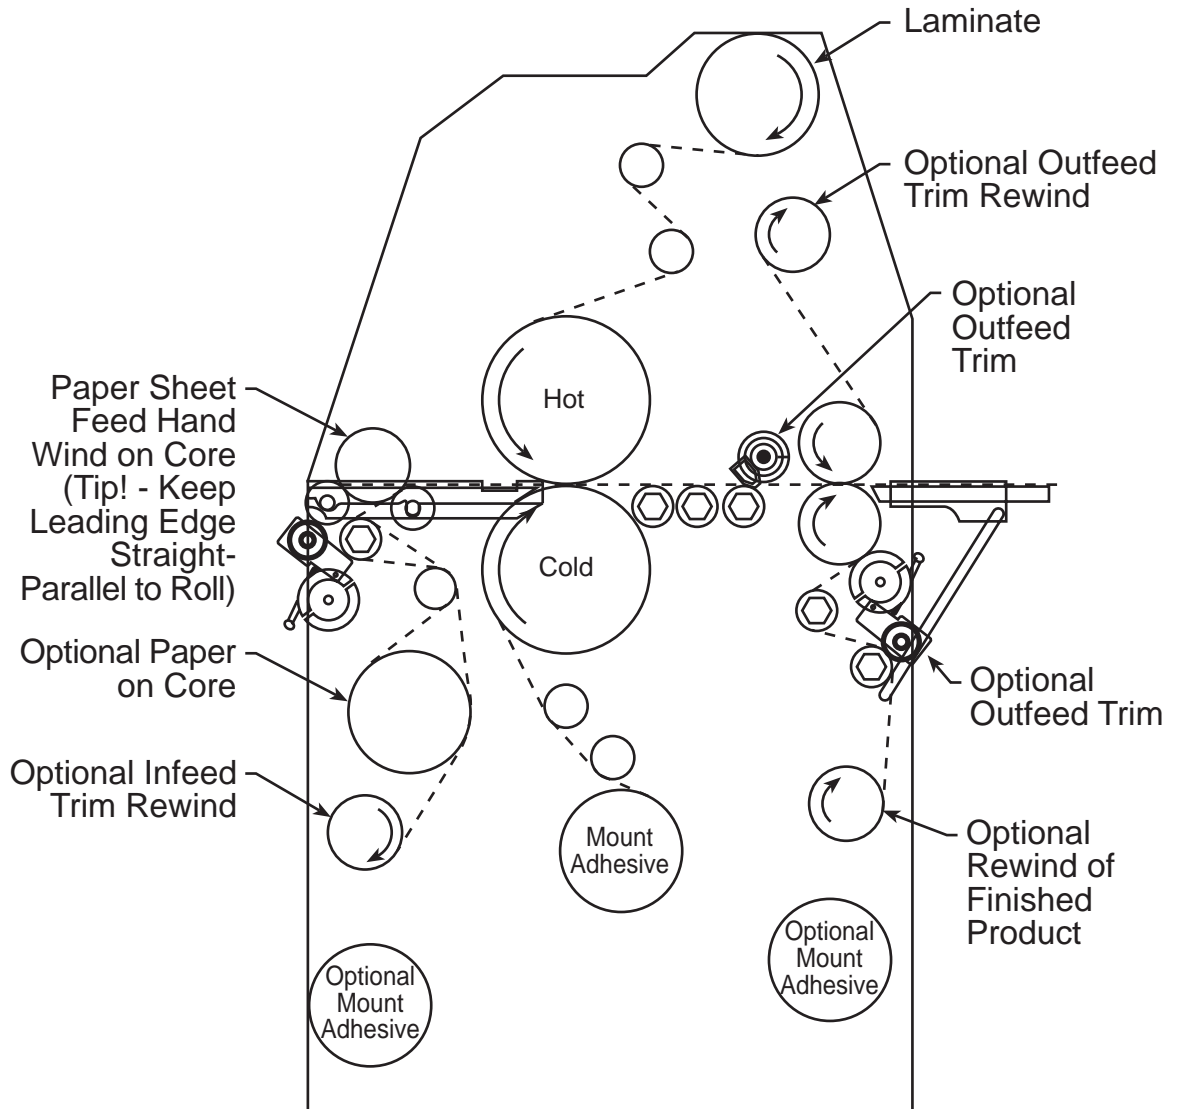 Laminate
Optional Outfeed
Trim Rewind
Optional
Outfeed
Trim
Hot
Paper Sheet
Feed Hand
Wind on Core
(Tip! - Keep
Leading Edge
Straight-
Parallel to Roll)
Cold
Optional Paper
on Core
Optional
Outfeed Trim
Optional Infeed
Trim Rewind
Mount
Adhesive
Optional
Rewind of
Finished
Product
Optional
Mount
Adhesive
Optional
Mount
Adhesive